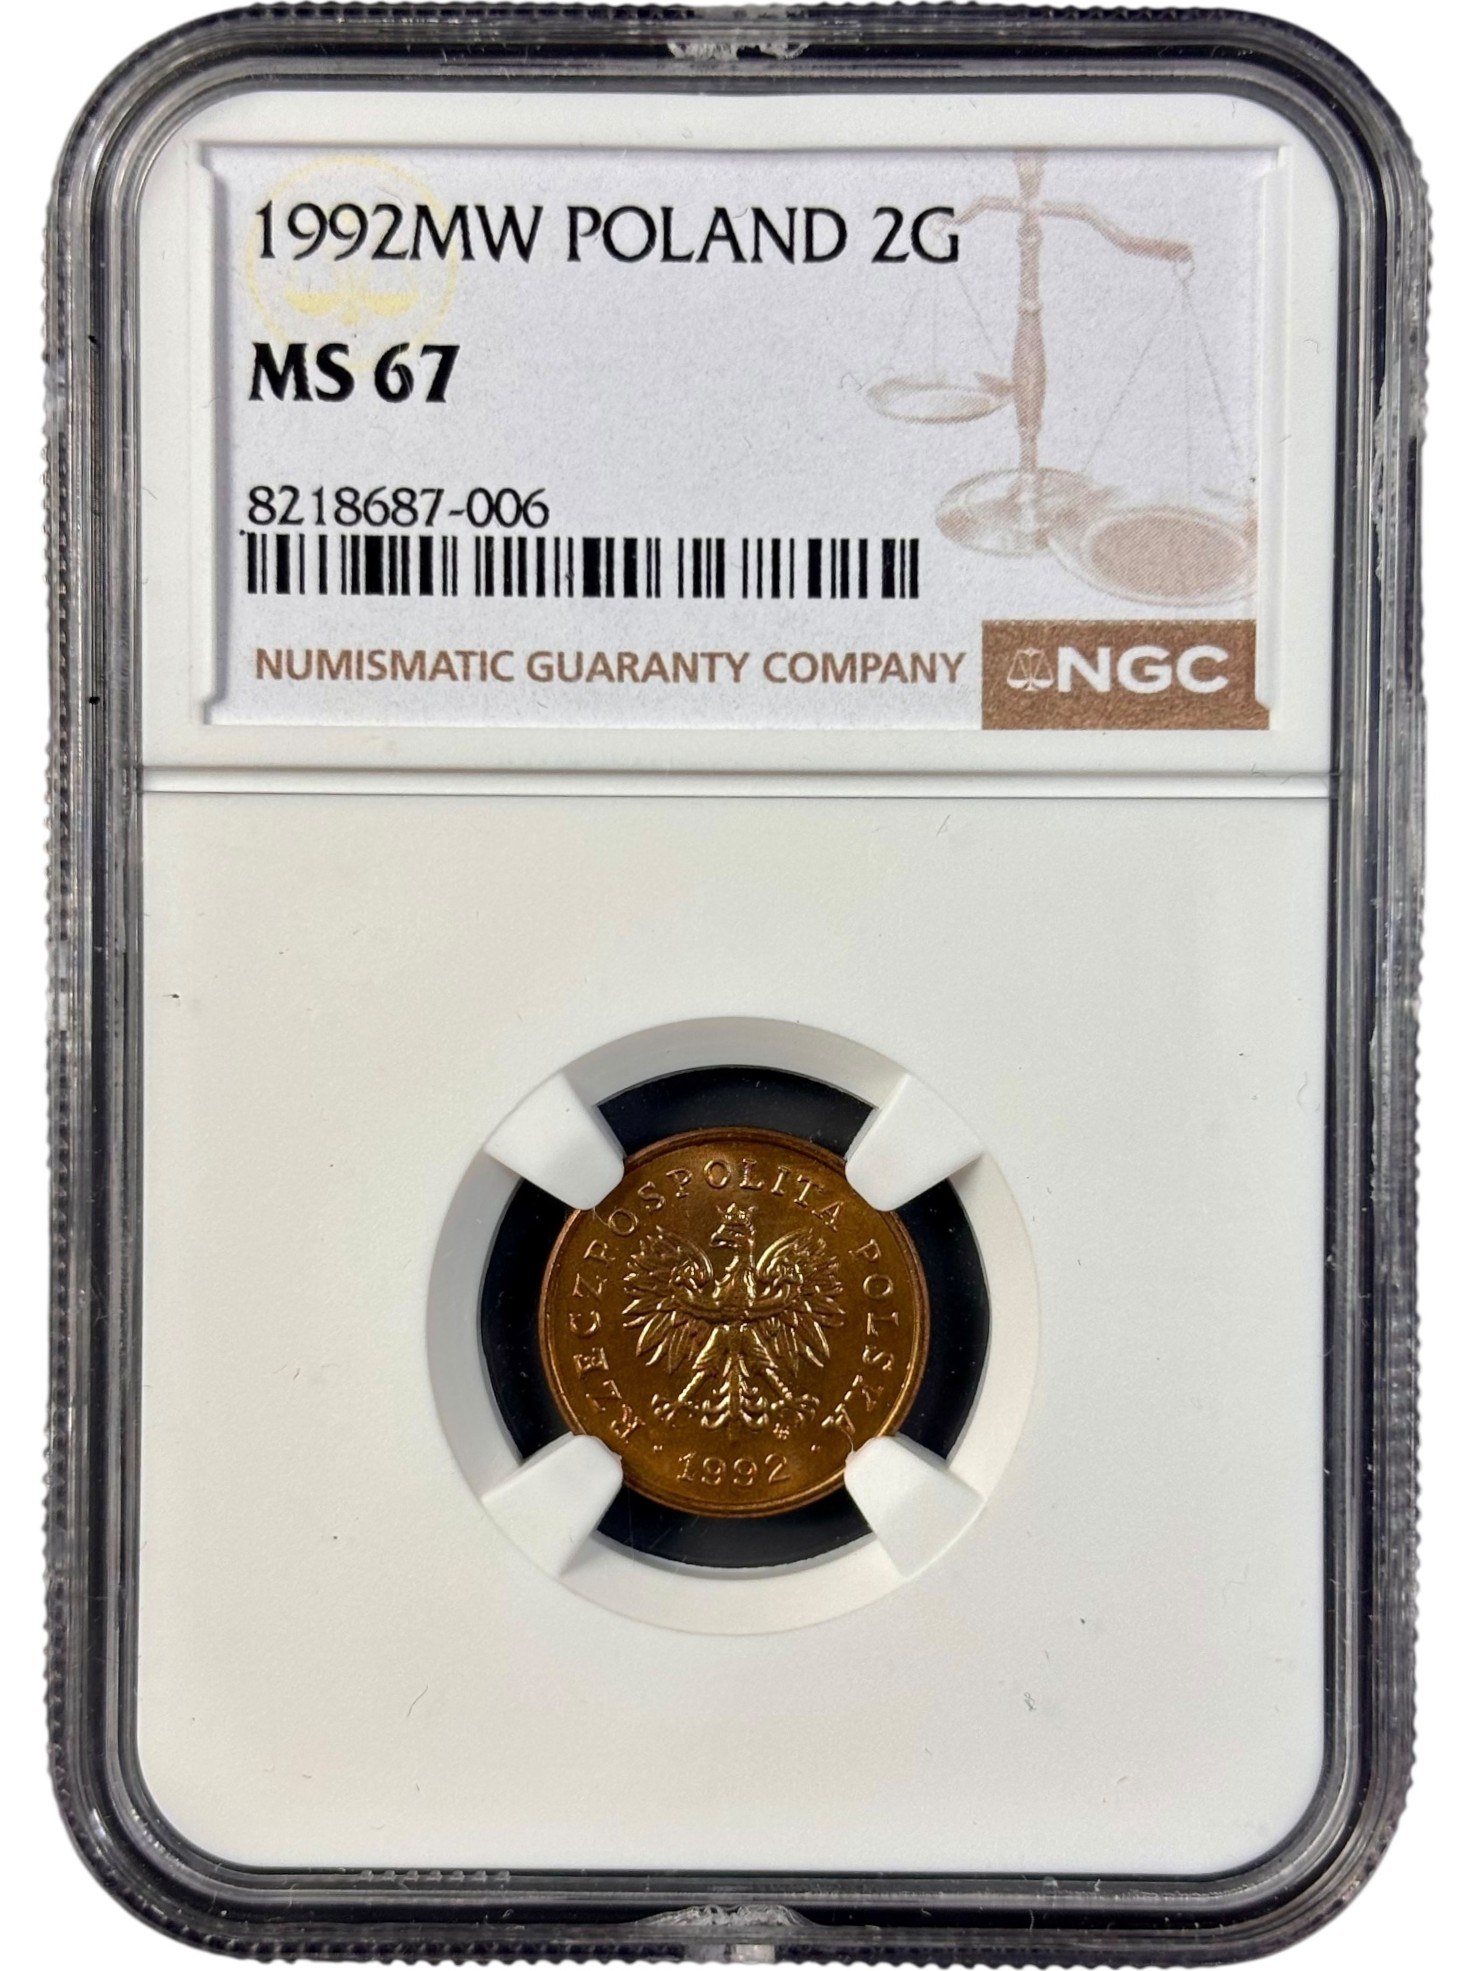 1992MW POLAND 2G
MS 67
8218687-006
NUMISMATIC GUARANTY COMPANY
NGC
RZECZPOSPOLITA POLSKA
· 1992 ·